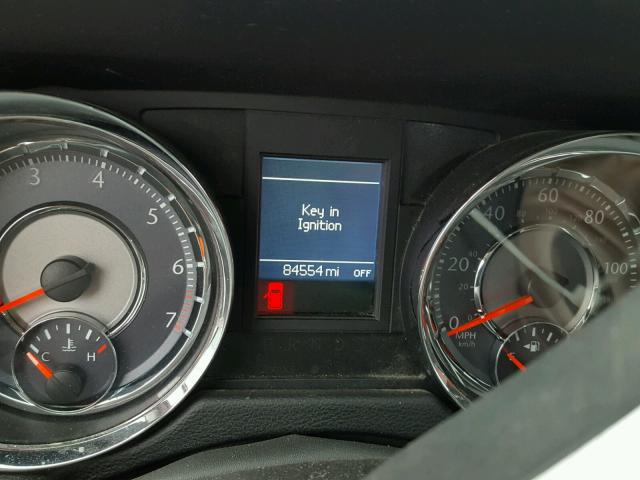 3 4 5 6 7
C H
Key in
Ignition
84554 mi OFF
0 20 40 60 80 100
MPH
km/h